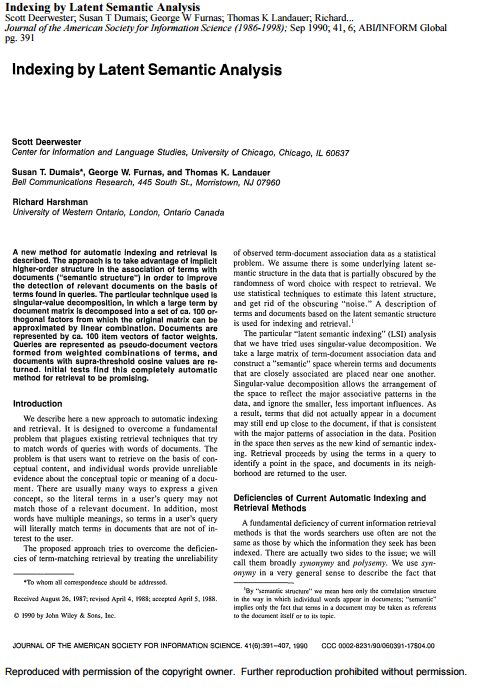 Indexing by Latent Semantic Analysis
Scott Deerwester; Susan T Dumais; George W Furnas; Thomas K Landauer; Richard...
Journal of the American Society for Information Science (1986-1998); Sep 1990; 41, 6; ABI/INFORM Global
pg. 391
Indexing by Latent Semantic Analysis
Scott Deerwester
Center for Information and Language Studies, University of Chicago, Chicago, IL 60637
Susan T. Dumais*, George W. Furnas, and Thomas K. Landauer
Bell Communications Research, 445 South St., Morristown, NJ 07960
Richard Harshman
University of Western Ontario, London, Ontario Canada
A new method for automatic indexing and retrieval is
described. The approach is to take advantage of implicit
higher-order structure in the association of terms with
documents ("semantic structure") in order to improve
the detection of relevant documents on the basis of
terms found in queries. The particular technique used is
singular-value decomposition, in which a large term by
document matrix is decomposed into a set of ca. 100 or-
thogonal factors from which the original matrix can be
approximated by linear combination. Documents are
represented by ca. 100 item vectors of factor weights.
Queries are represented as pseudo-document vectors
formed from weighted combinations of terms, and
documents with supra-threshold cosine values are re-
turned. Initial tests find this completely automatic
method for retrieval to be promising.
Introduction
We describe here a new approach to automatic indexing
and retrieval. It is designed to overcome a fundamental
problem that plagues existing retrieval techniques that try
to match words of queries with words of documents. The
problem is that users want to retrieve on the basis of con-
ceptual content, and individual words provide unreliable
evidence about the conceptual topic or meaning of a docu-
ment. There are usually many ways to express a given
concept, so the literal terms in a user's query may not
match those of a relevant document. In addition, most
words have multiple meanings, so terms in a user's query
will literally match terms in documents that are not of in-
terest to the user.
The proposed approach tries to overcome the deficien-
cies of term-matching retrieval by treating the unreliability
*To whom all correspondence should be addressed.
Received August 26, 1987; revised April 4, 1988; accepted April 5, 1988.
© 1990 by John Wiley & Sons, Inc.
of observed term-document association data as a statistical
problem. We assume there is some underlying latent se-
mantic structure in the data that is partially obscured by the
randomness of word choice with respect to retrieval. We
use statistical techniques to estimate this latent structure,
and get rid of the obscuring "noise." A description of
terms and documents based on the latent semantic structure
is used for indexing and retrieval.¹
The particular "latent semantic indexing" (LSI) analysis
that we have tried uses singular-value decomposition. We
take a large matrix of term-document association data and
construct a "semantic" space wherein terms and documents
that are closely associated are placed near one another.
Singular-value decomposition allows the arrangement of
the space to reflect the major associative patterns in the
data, and ignore the smaller, less important influences. As
a result, terms that did not actually appear in a document
may still end up close to the document, if that is consistent
with the major patterns of association in the data. Position
in the space then serves as the new kind of semantic index-
ing. Retrieval proceeds by using the terms in a query to
identify a point in the space, and documents in its neigh-
borhood are returned to the user.
Deficiencies of Current Automatic Indexing and
Retrieval Methods
A fundamental deficiency of current information retrieval
methods is that the words searchers use often are not the
same as those by which the information they seek has been
indexed. There are actually two sides to the issue; we will
call them broadly synonymy and polysemy. We use syn-
onymy in a very general sense to describe the fact that
¹By "semantic structure" we mean here only the correlation structure
in the way in which individual words appear in documents; "semantic"
implies only the fact that terms in a document may be taken as referents
to the document itself or to its topic.
JOURNAL OF THE AMERICAN SOCIETY FOR INFORMATION SCIENCE. 41(6):391–407, 1990 CCC 0002-8231/90/060391-17$04.00
Reproduced with permission of the copyright owner. Further reproduction prohibited without permission.